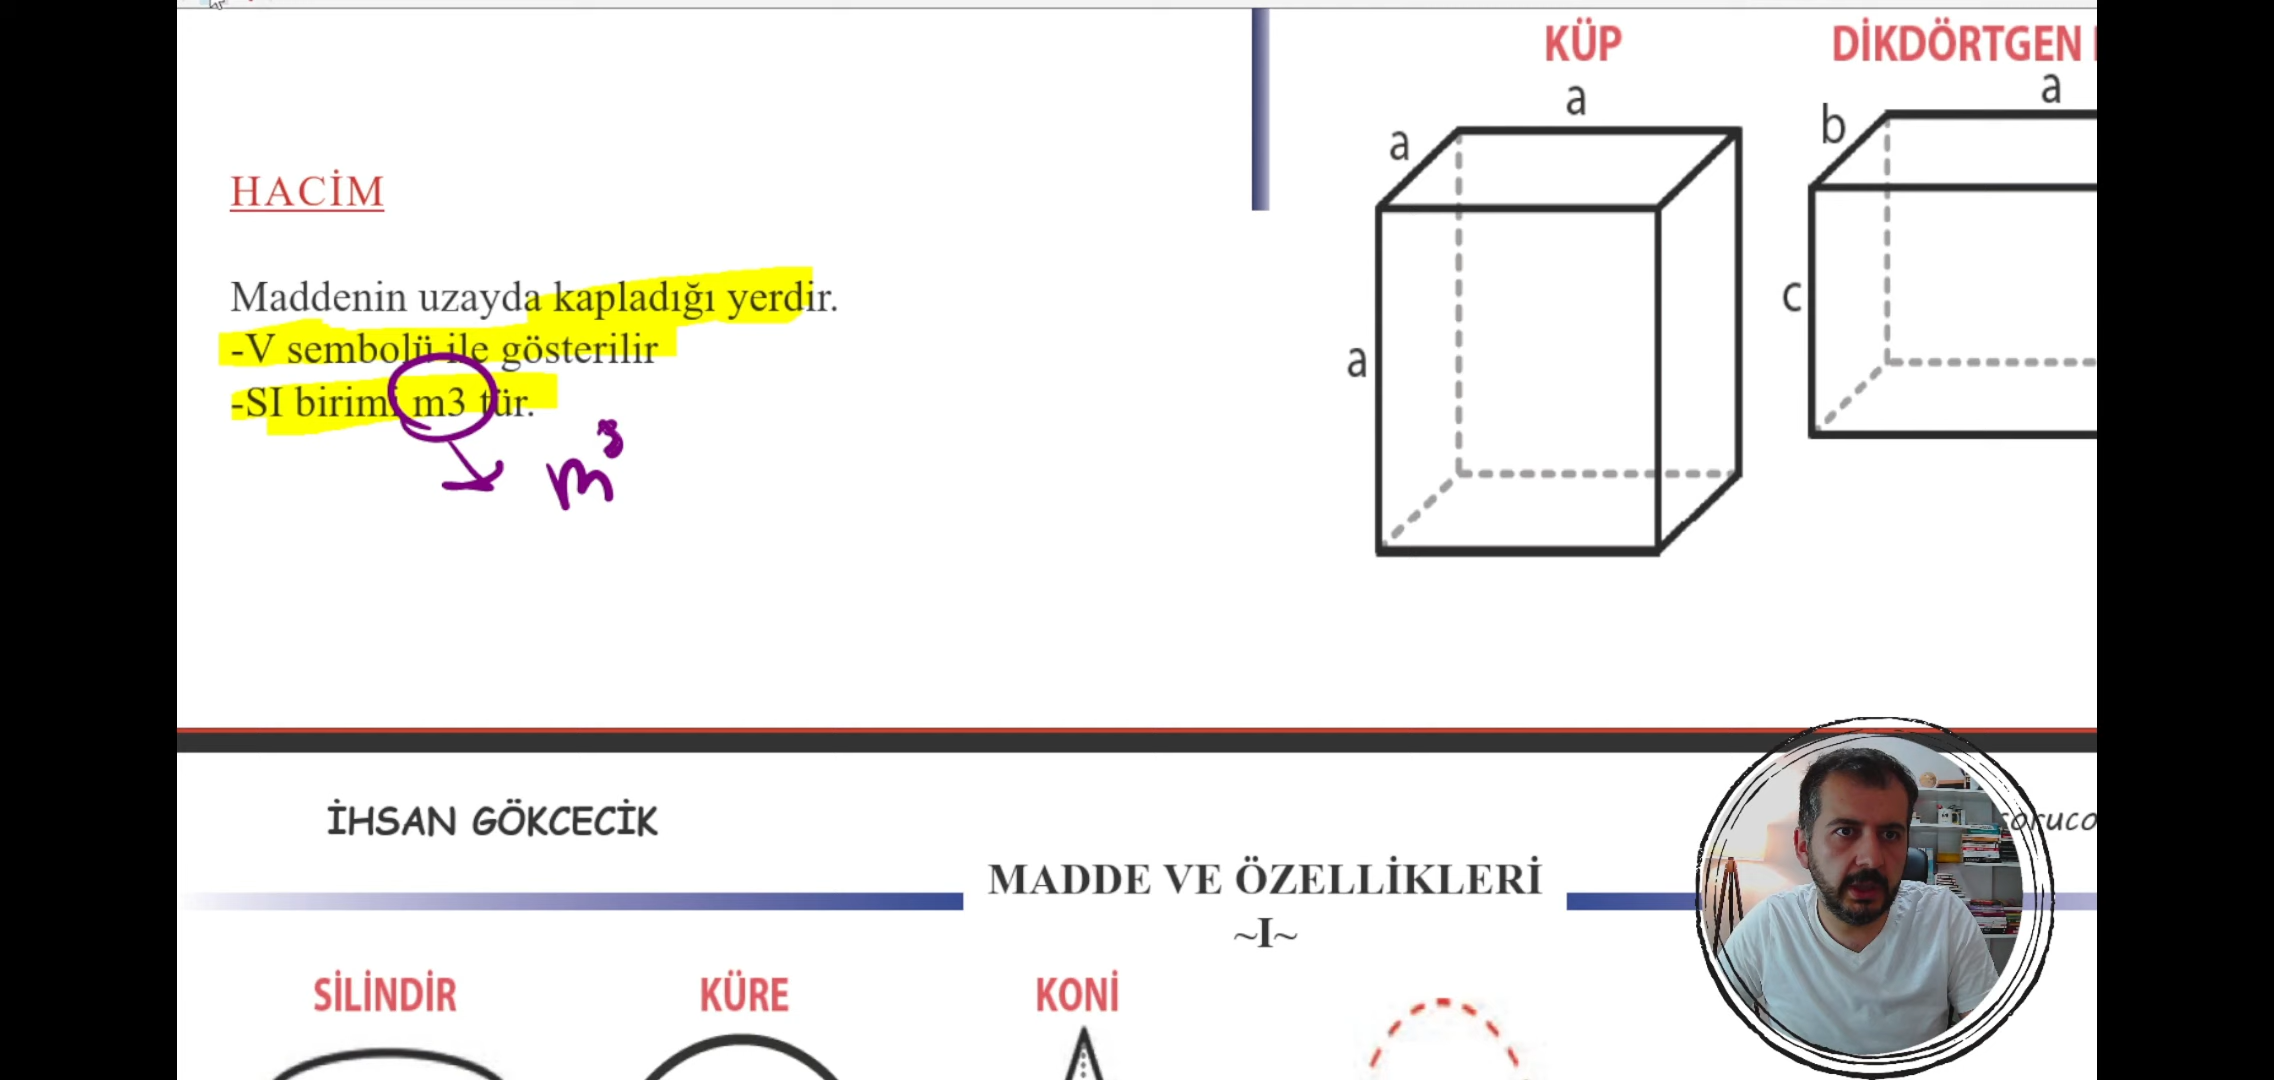 HACİM
Maddenin uzayda kapladığı yerdir.
-V sembolü ile gösterilir
-SI birimi m3 tür.
m³
KÜP
a
a
a
DİKDÖRTGEN
a
b
c
İHSAN GÖKCECİK
soruco
MADDE VE ÖZELLİKLERİ
~I~
SİLİNDİR
KÜRE
KONİ